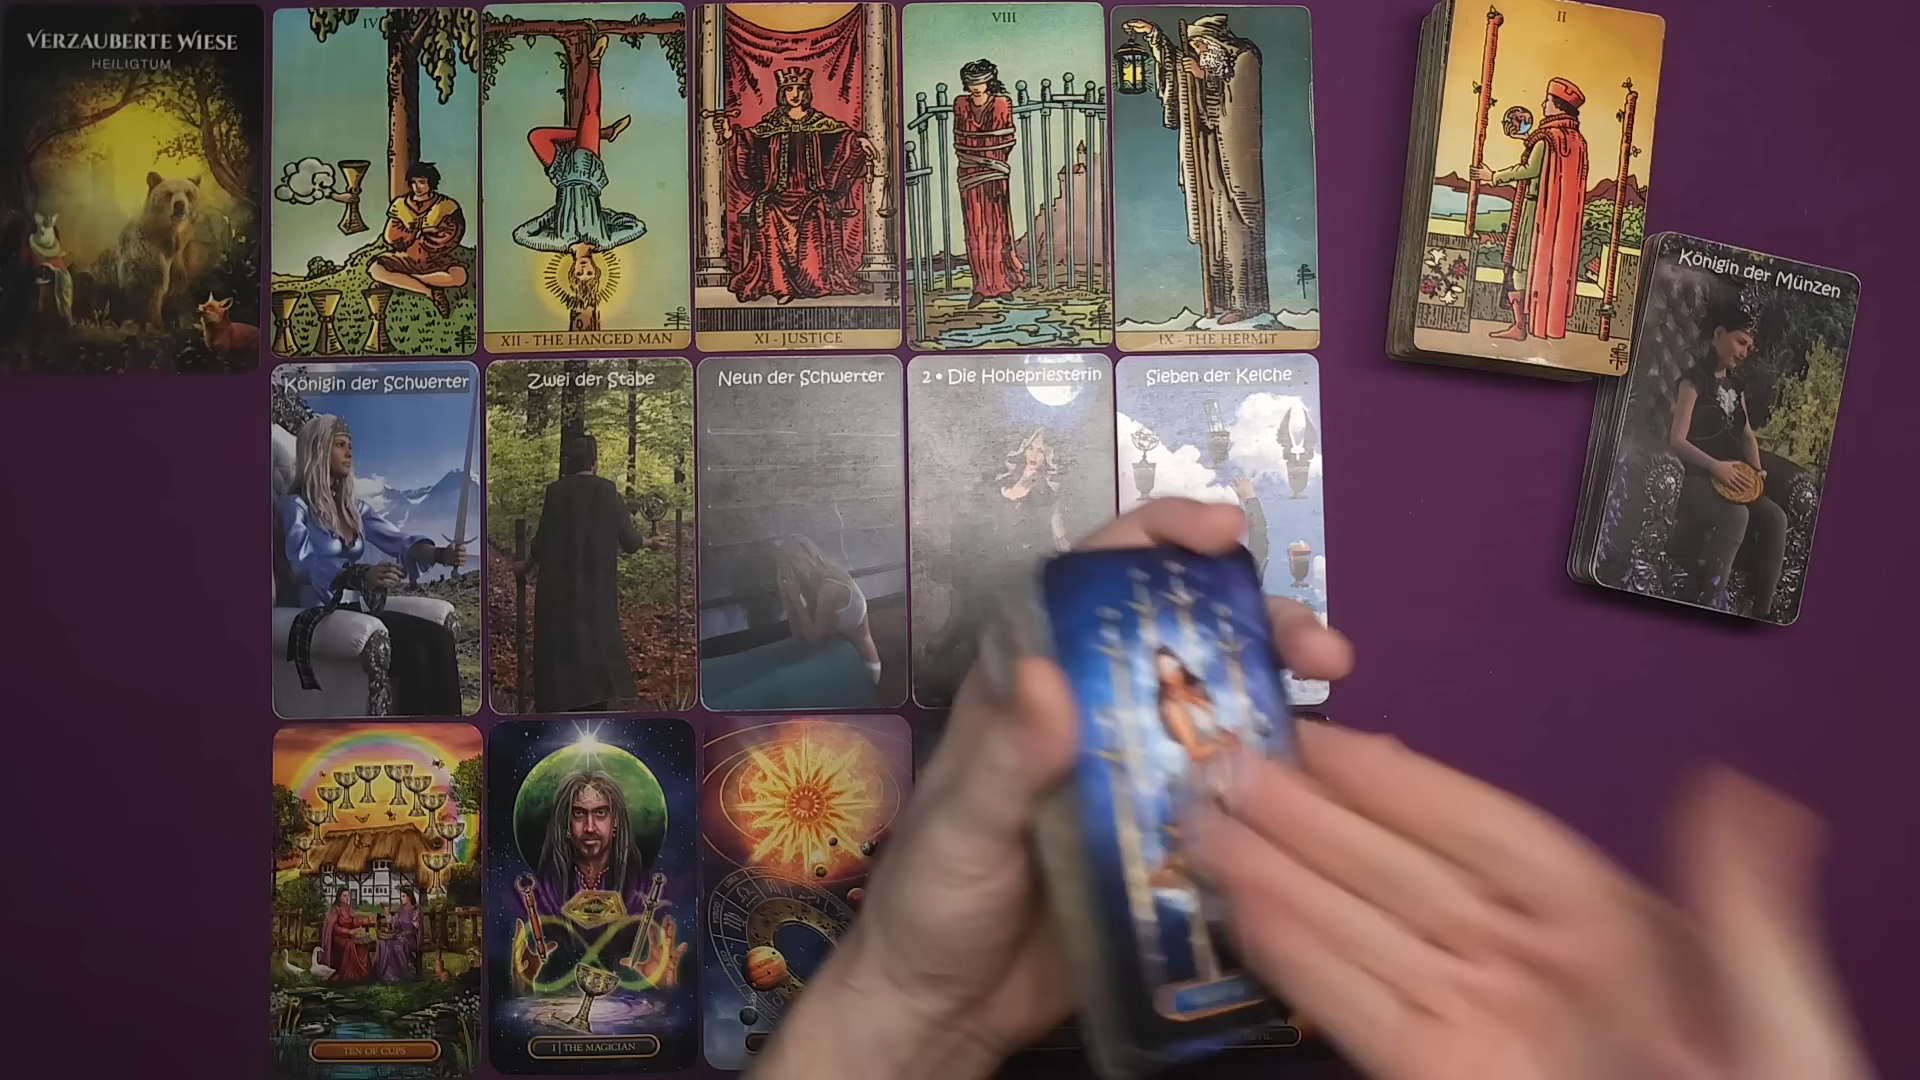 VERZAUBERTE WIESE
HEILIGTUM
IV
XII - THE HANGED MAN
XI - JUSTICE
VIII
IX - THE HERMIT
II
Königin der Münzen
Königin der Schwerter
Zwei der Stäbe
Neun der Schwerter
2 • Die Hohepriesterin
Sieben der Kelche
TEN OF CUPS
I | THE MAGICIAN